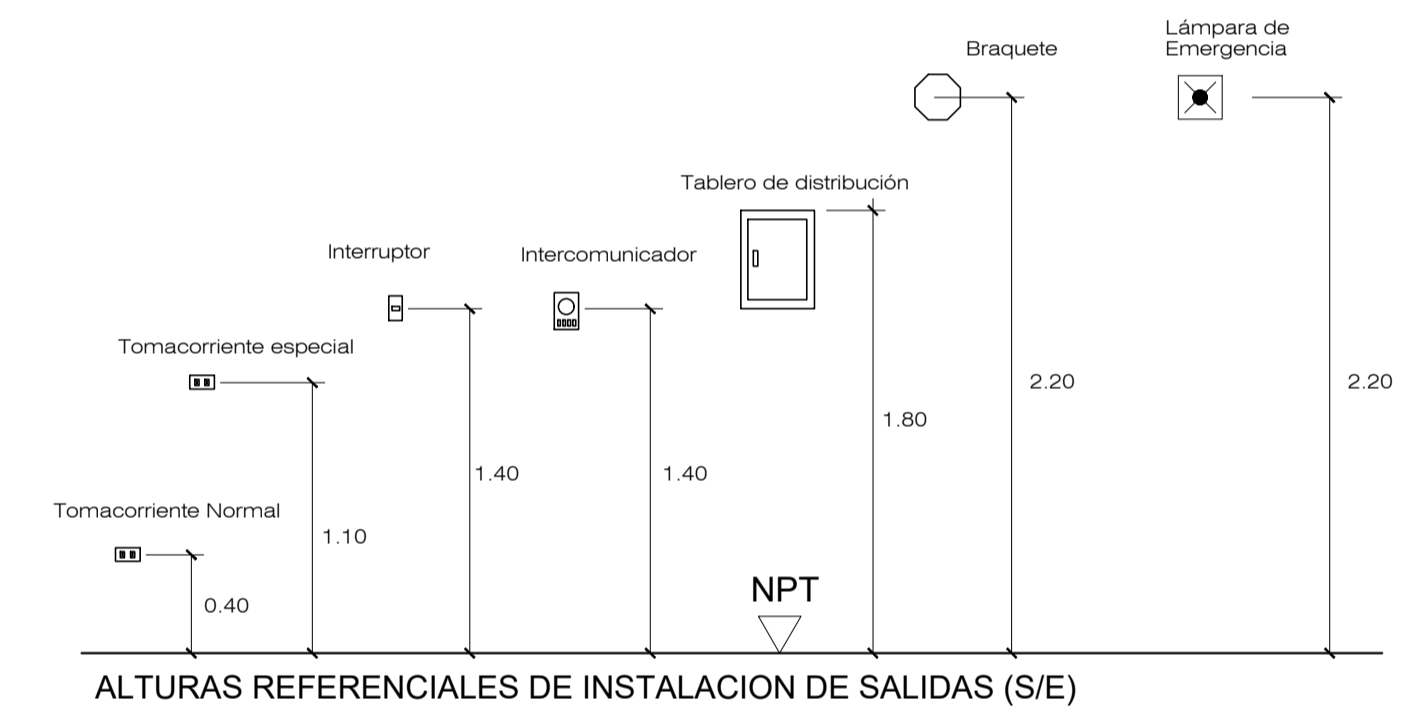 Lámpara de
Emergencia
Braquete
Tablero de distribución
Interruptor
Intercomunicador
Tomacorriente especial
2.20
2.20
1.80
1.40
1.40
Tomacorriente Normal
1.10
NPT
0.40
ALTURAS REFERENCIALES DE INSTALACION DE SALIDAS (S/E)